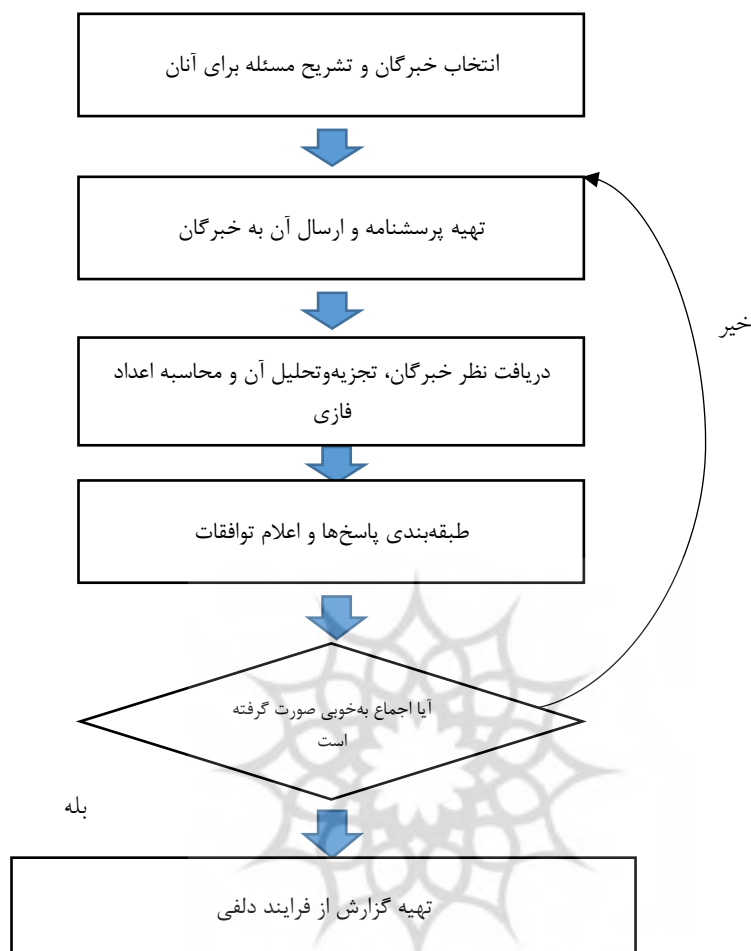 انتخاب خبرگان و تشریح مسئله برای آنان
تهیه پرسشنامه و ارسال آن به خبرگان
خیر
دریافت نظر خبرگان، تجزیه‌وتحلیل آن و محاسبه اعداد
فازی
طبقه‌بندی پاسخ‌ها و اعلام توافقات
آیا اجماع به‌خوبی صورت گرفته
است
بله
تهیه گزارش از فرایند دلفی